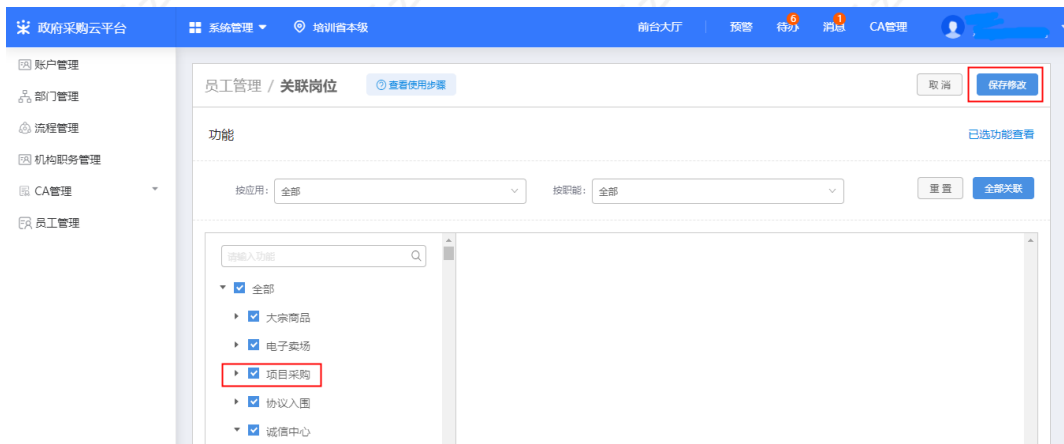 政府采购云平台 系统管理 培训省本级 前台大厅 预警 待办 6 消息 1 CA管理
账户管理
部门管理
流程管理
机构职务管理
CA管理
员工管理
员工管理 / 关联岗位 查看使用步骤 取消 保存修改
功能 已选功能查看
按应用: 全部 按职能: 全部 重置 全部关联
请输入功能
全部
大宗商品
电子卖场
项目采购
协议入围
诚信中心